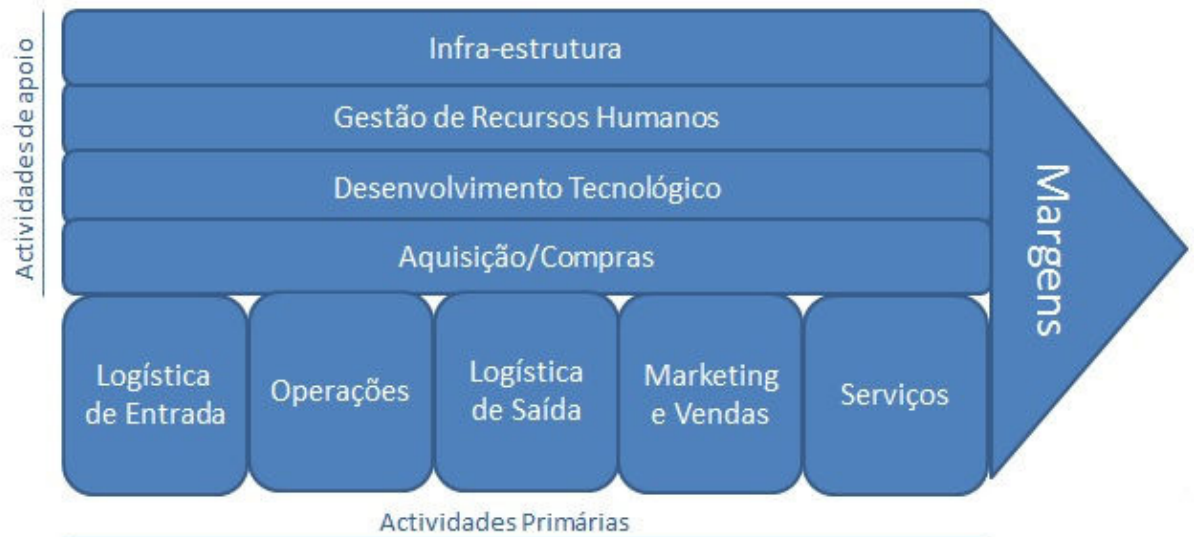 Actividades de apoio
Infra-estrutura
Gestão de Recursos Humanos
Desenvolvimento Tecnológico
Aquisição/Compras
Logística
de Entrada
Operações
Logística
de Saída
Marketing
e Vendas
Serviços
Margens
Actividades Primárias